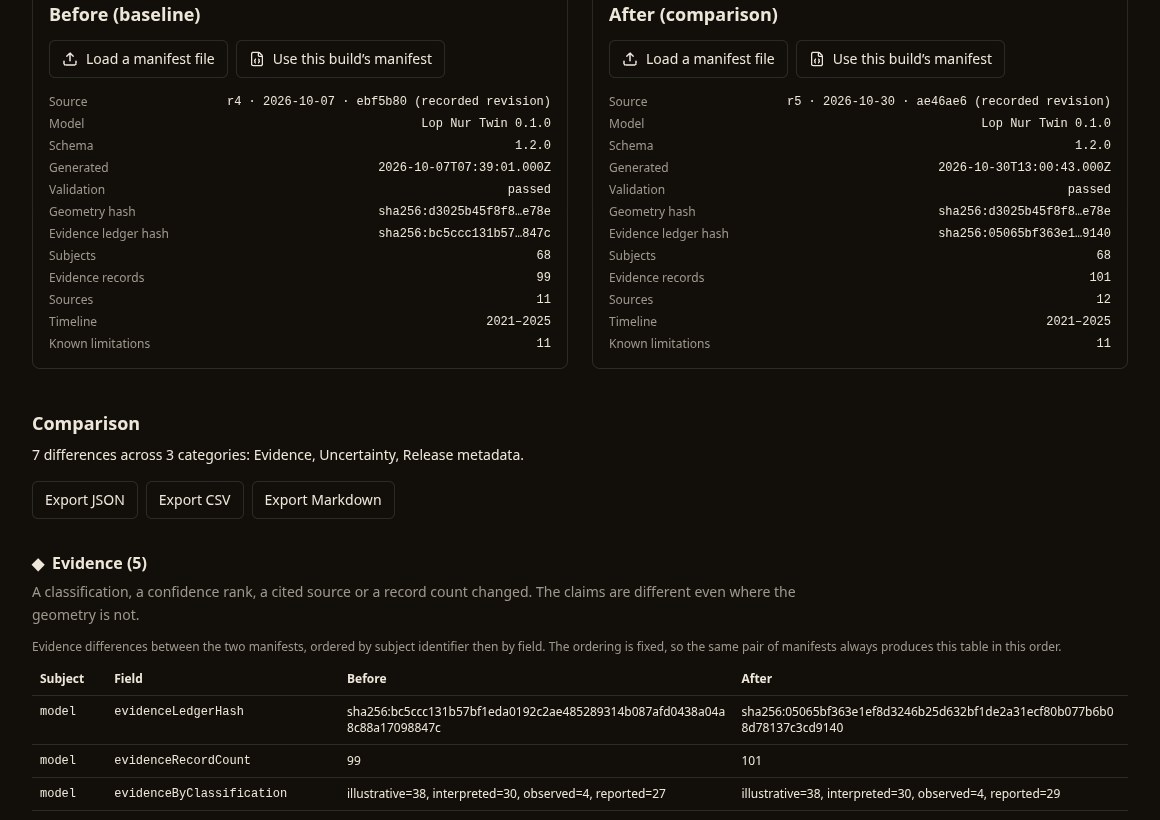 Before (baseline)
Load a manifest file
Use this build’s manifest
Source r4 · 2026-10-07 · ebf5b80 (recorded revision)
Model Lop Nur Twin 0.1.0
Schema 1.2.0
Generated 2026-10-07T07:39:01.000Z
Validation passed
Geometry hash sha256:d3025b45f8f8…e78e
Evidence ledger hash sha256:bc5ccc131b57…847c
Subjects 68
Evidence records 99
Sources 11
Timeline 2021–2025
Known limitations 11
After (comparison)
Load a manifest file
Use this build’s manifest
Source r5 · 2026-10-30 · ae46ae6 (recorded revision)
Model Lop Nur Twin 0.1.0
Schema 1.2.0
Generated 2026-10-30T13:00:43.000Z
Validation passed
Geometry hash sha256:d3025b45f8f8…e78e
Evidence ledger hash sha256:05065bf363e1…9140
Subjects 68
Evidence records 101
Sources 12
Timeline 2021–2025
Known limitations 11
Comparison
7 differences across 3 categories: Evidence, Uncertainty, Release metadata.
Export JSON
Export CSV
Export Markdown
◆ Evidence (5)
A classification, a confidence rank, a cited source or a record count changed. The claims are different even where the
geometry is not.
Evidence differences between the two manifests, ordered by subject identifier then by field. The ordering is fixed, so the same pair of manifests always produces this table in this order.
Subject Field Before After
model evidenceLedgerHash sha256:bc5ccc131b57bf1eda0192c2ae485289314b087afd0438a04a sha256:05065bf363e1ef8d3246b25d632bf1de2a31ecf80b077b6b0
8c88a17098847c 8d78137c3cd9140
model evidenceRecordCount 99 101
model evidenceByClassification illustrative=38, interpreted=30, observed=4, reported=27 illustrative=38, interpreted=30, observed=4, reported=29